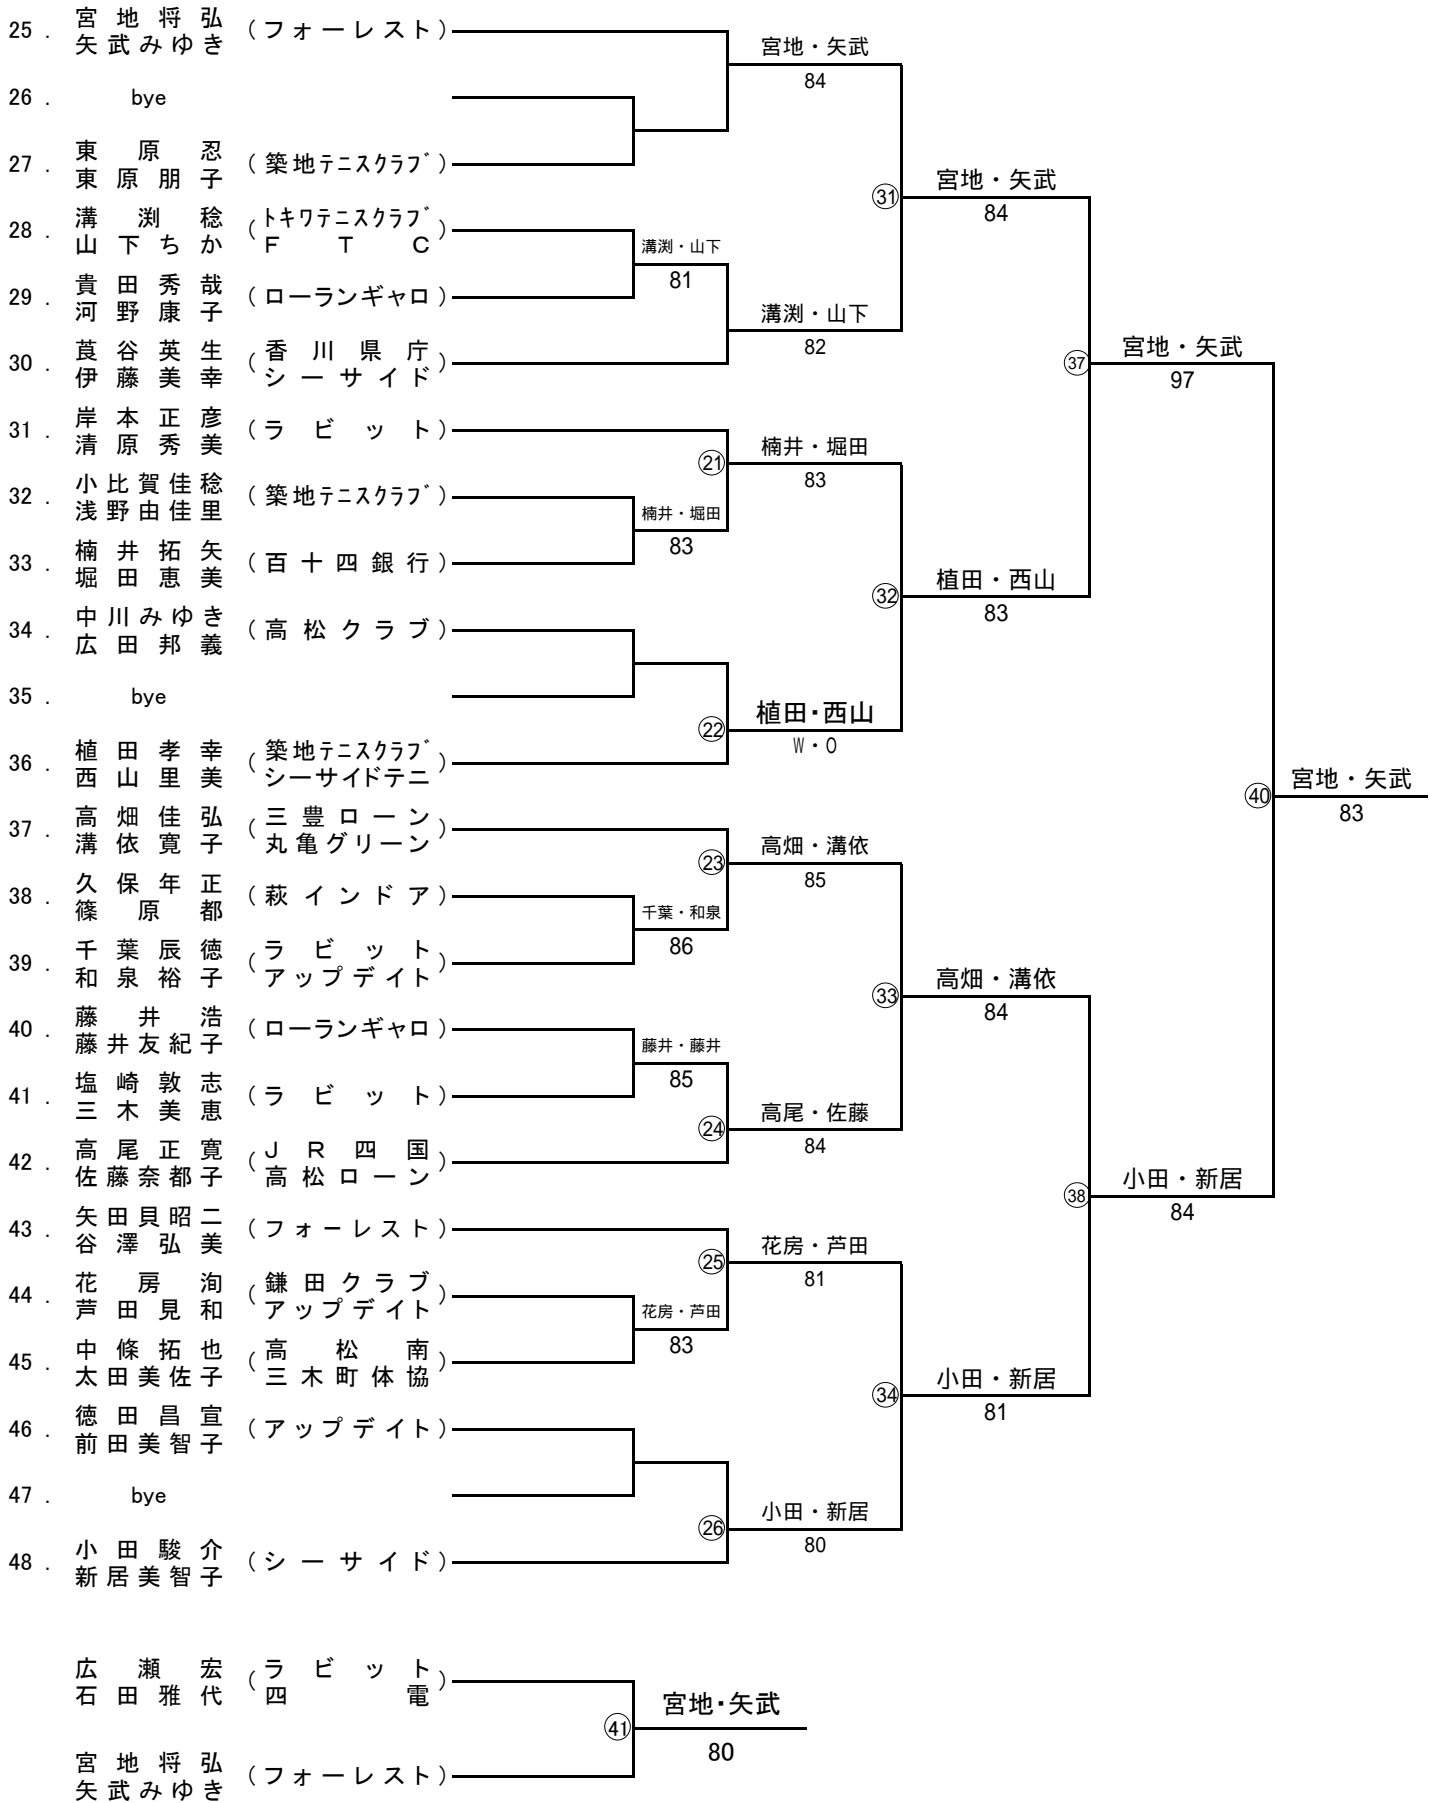 25 . 宮地将弘 矢武みゆき (フォーレスト)
宮地・矢武
84
26 . bye
27 . 東原忍 東原朋子 (築地テニスクラブ)
31 宮地・矢武
84
28 . 溝渕稔 山下ちか (トキワテニスクラブ FTC)
溝渕・山下
81
29 . 貴田秀哉 河野康子 (ローランギャロ)
溝渕・山下
82
30 . 莨谷英生 伊藤美幸 (香川県庁 シーサイド)
37 宮地・矢武
97
31 . 岸本正彦 清原秀美 (ラビット)
21 楠井・堀田
83
32 . 小比賀佳稔 浅野由佳里 (築地テニスクラブ)
楠井・堀田
83
33 . 楠井拓矢 堀田恵美 (百十四銀行)
32 植田・西山
83
34 . 中川みゆき 広田邦義 (高松クラブ)
35 . bye
22 植田・西山
W・O
36 . 植田孝幸 西山里美 (築地テニスクラブ シーサイドテニ)
40 宮地・矢武
83
37 . 高畑佳弘 溝依寛子 (三豊ローン 丸亀グリーン)
23 高畑・溝依
85
38 . 久保年正 篠原都 (萩インドア)
千葉・和泉
86
39 . 千葉辰徳 和泉裕子 (ラビット アップデイト)
33 高畑・溝依
84
40 . 藤井浩 藤井友紀子 (ローランギャロ)
藤井・藤井
85
41 . 塩崎敦志 三木美恵 (ラビット)
24 高尾・佐藤
84
42 . 高尾正寛 佐藤奈都子 (JR四国 高松ローン)
38 小田・新居
84
43 . 矢田貝昭二 谷澤弘美 (フォーレスト)
25 花房・芦田
81
44 . 花房洵 芦田見和 (鎌田クラブ アップデイト)
花房・芦田
83
45 . 中條拓也 太田美佐子 (高松南 三木町体協)
34 小田・新居
81
46 . 徳田昌宣 前田美智子 (アップデイト)
47 . bye
26 小田・新居
80
48 . 小田駿介 新居美智子 (シーサイド)
広瀬宏 石田雅代 (ラビット 四電)
41 宮地・矢武
80
宮地将弘 矢武みゆき (フォーレスト)